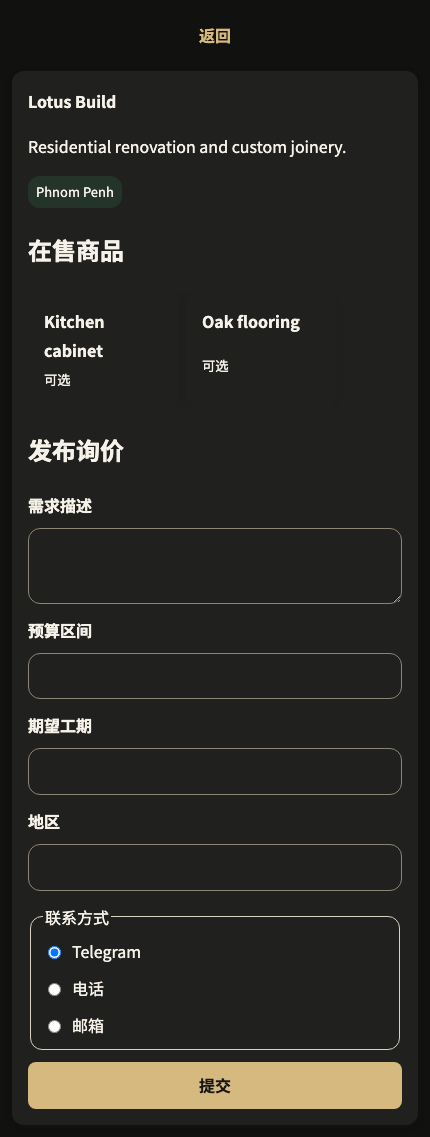 返回
Lotus Build
Residential renovation and custom joinery.
Phnom Penh
在售商品
Kitchen
cabinet
可选
Oak flooring
可选
发布询价
需求描述
预算区间
期望工期
地区
联系方式
Telegram
电话
邮箱
提交